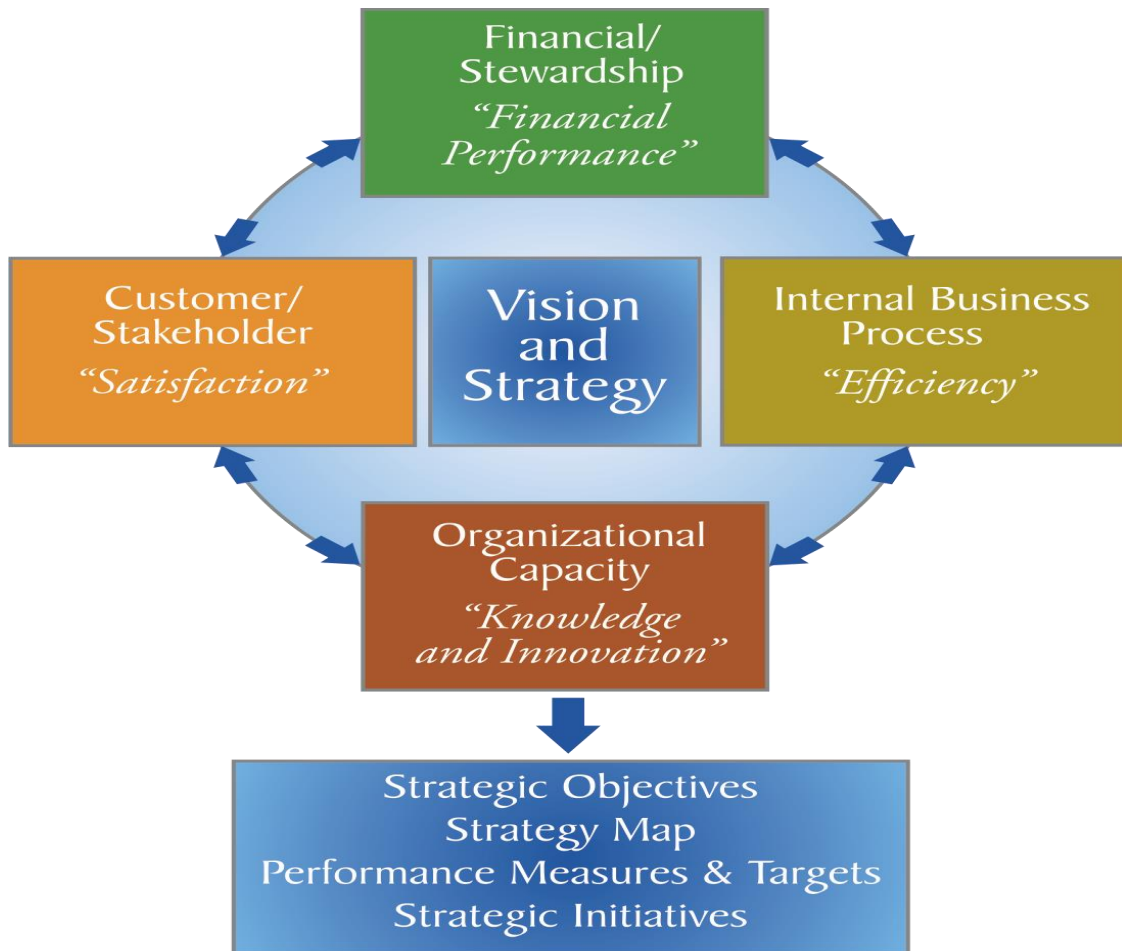 Financial/
Stewardship
“Financial
Performance”
Customer/
Stakeholder
“Satisfaction”
Vision
and
Strategy
Internal Business
Process
“Efficiency”
Organizational
Capacity
“Knowledge
and Innovation”
Strategic Objectives
Strategy Map
Performance Measures & Targets
Strategic Initiatives